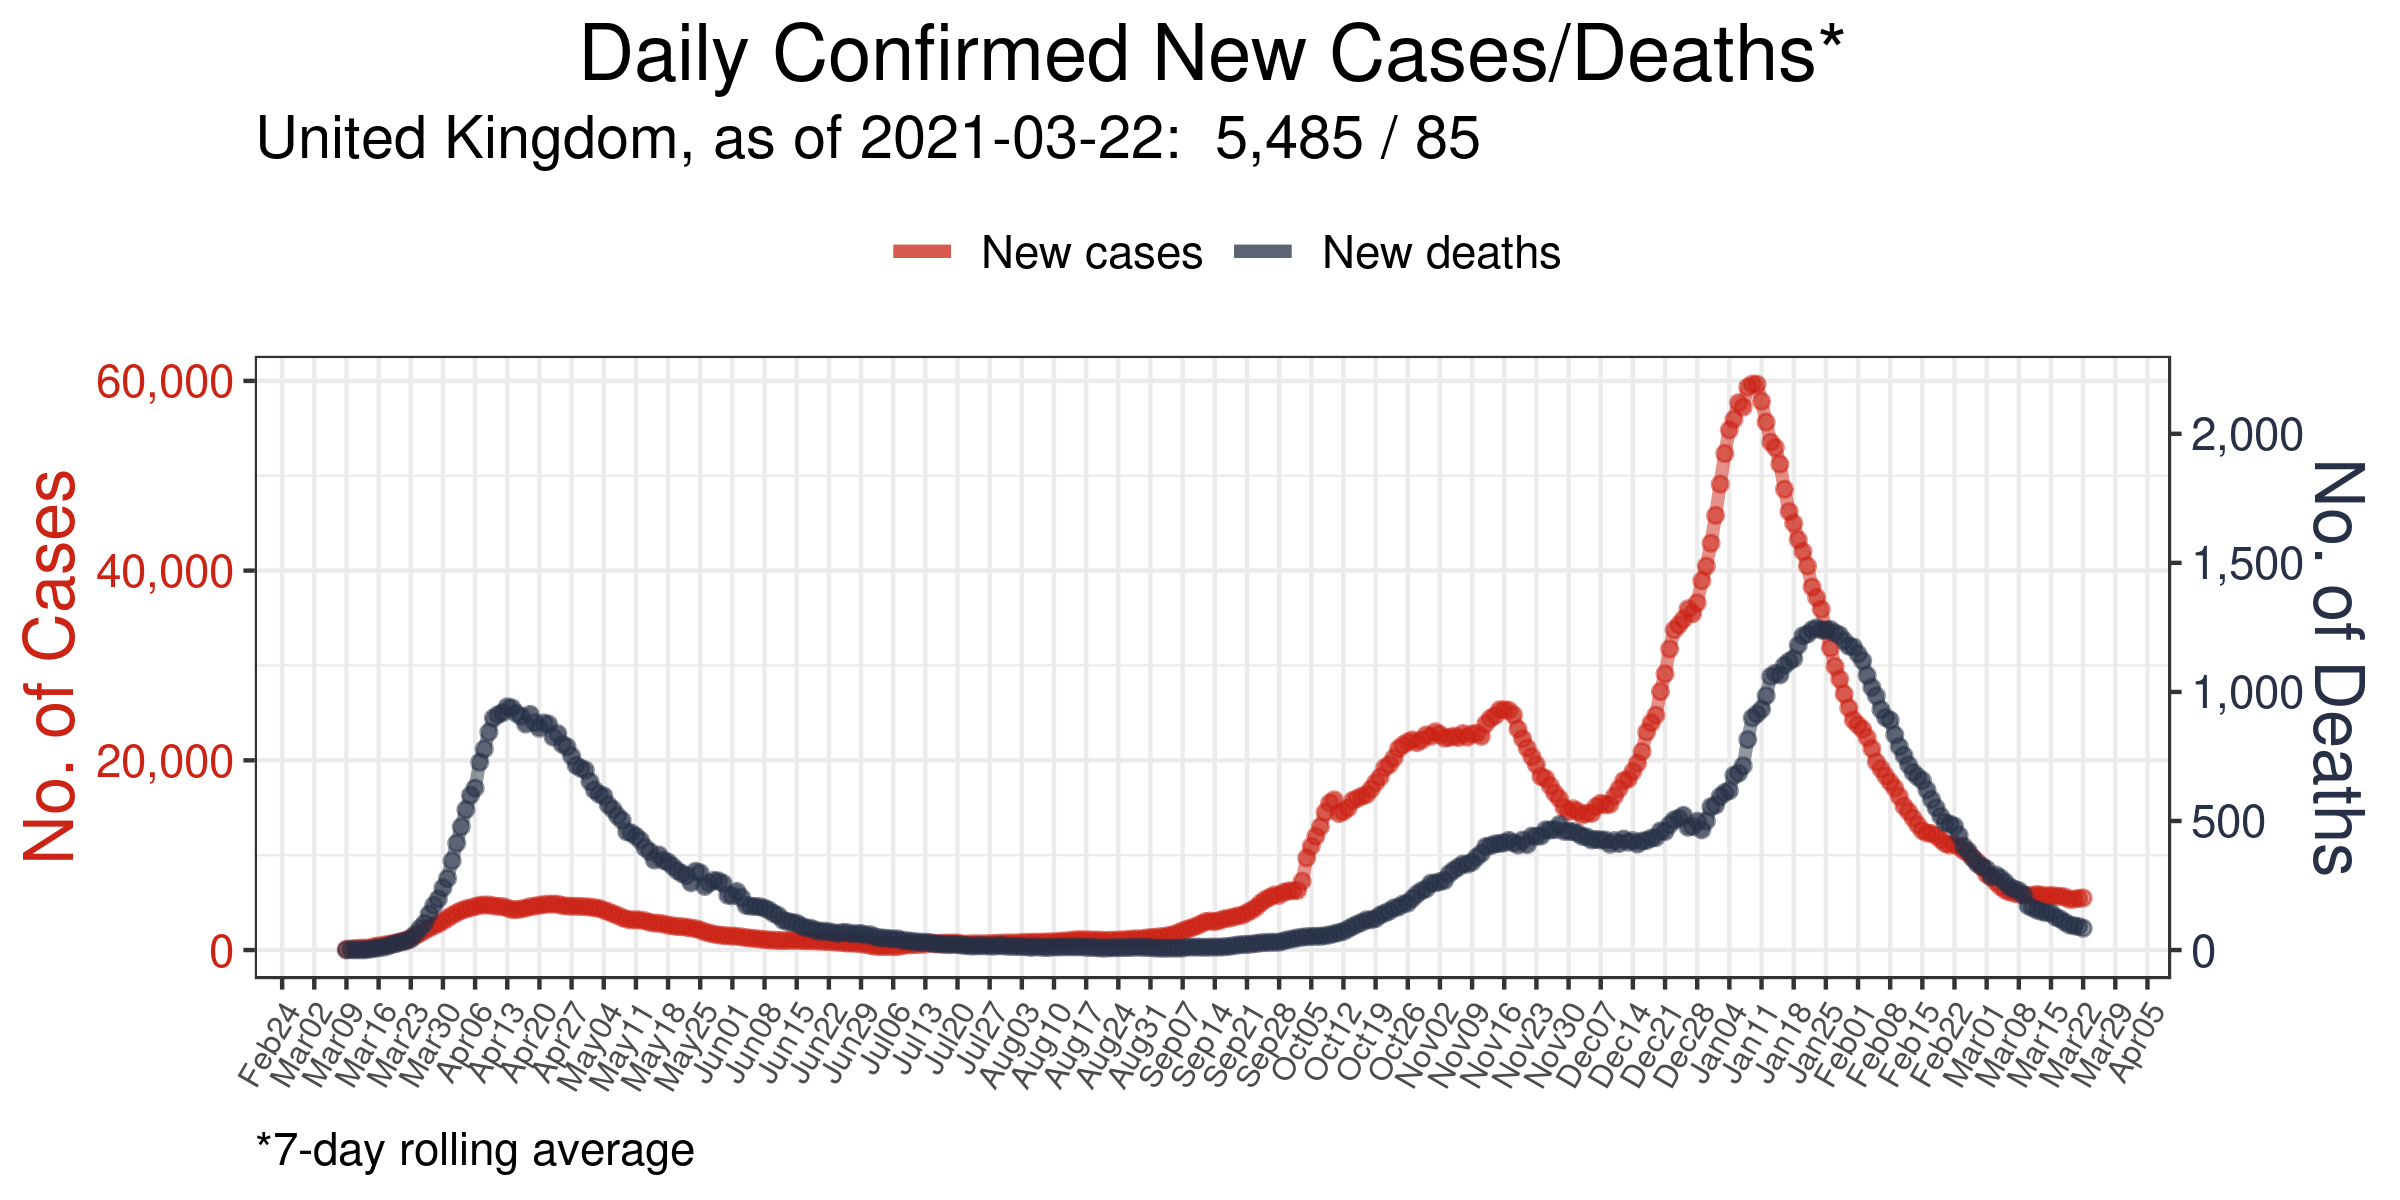 Daily Confirmed New Cases/Deaths*
United Kingdom, as of 2021-03-22:  5,485 / 85
New cases
New deaths
No. of Cases
60,000
40,000
20,000
0
2,000
1,500
1,000
500
0
No. of Deaths
Feb24
Mar02
Mar09
Mar16
Mar23
Mar30
Apr06
Apr13
Apr20
Apr27
May04
May11
May18
May25
Jun01
Jun08
Jun15
Jun22
Jun29
Jul06
Jul13
Jul20
Jul27
Aug03
Aug10
Aug17
Aug24
Aug31
Sep07
Sep14
Sep21
Sep28
Oct05
Oct12
Oct19
Oct26
Nov02
Nov09
Nov16
Nov23
Nov30
Dec07
Dec14
Dec21
Dec28
Jan04
Jan11
Jan18
Jan25
Feb01
Feb08
Feb15
Feb22
Mar01
Mar08
Mar15
Mar22
Mar29
Apr05
*7-day rolling average